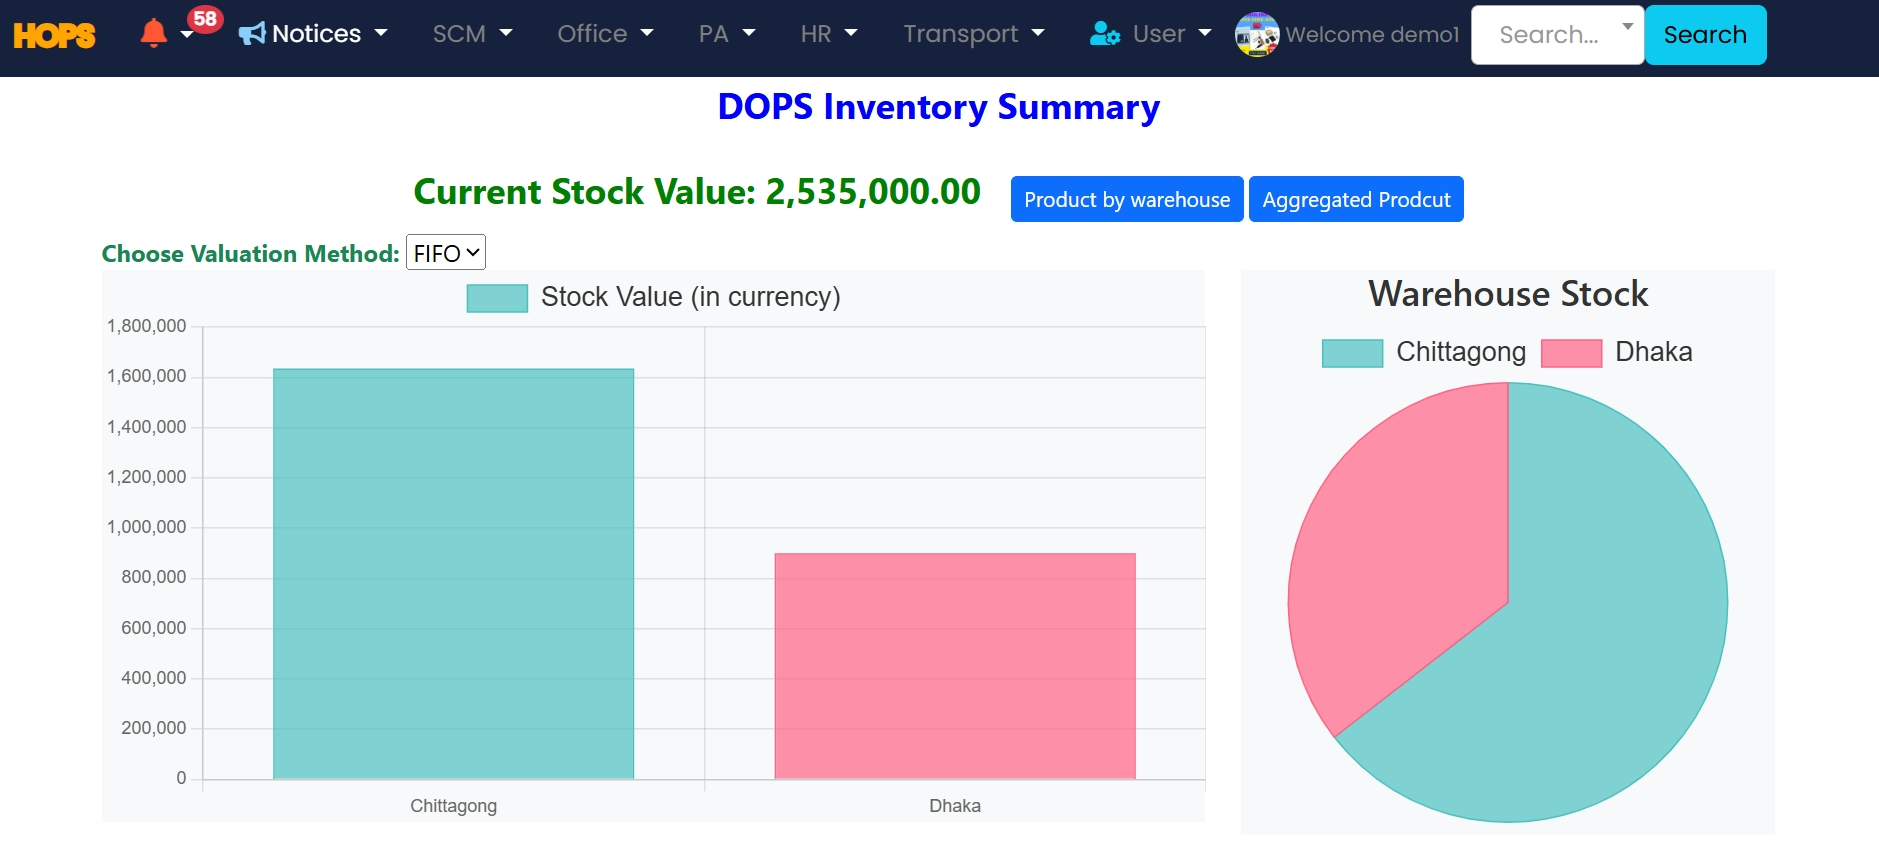 HOPS 58 Notices SCM Office PA HR Transport User Welcome demo1 Search... Search
DOPS Inventory Summary
Current Stock Value: 2,535,000.00 Product by warehouse Aggregated Prodcut
Choose Valuation Method: FIFO
Stock Value (in currency)
1,800,000
1,600,000
1,400,000
1,200,000
1,000,000
800,000
600,000
400,000
200,000
0
Chittagong Dhaka
Warehouse Stock
Chittagong Dhaka